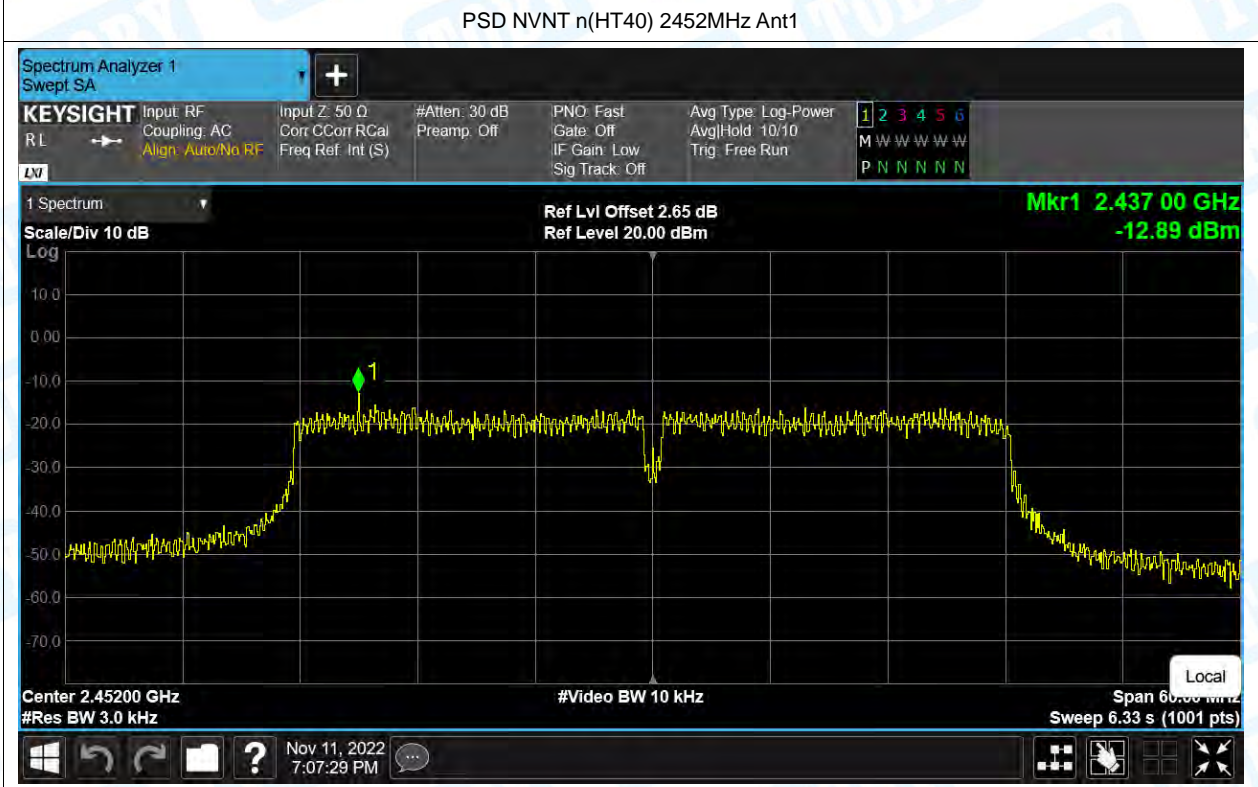 PSD NVNT n(HT40) 2452MHz Ant1
Spectrum Analyzer 1
Swept SA
KEYSIGHT
RL
LXI
Input: RF
Coupling: AC
Align: Auto/No RF
Input Z: 50 Ω
Corr CCorr RCal
Freq Ref: Int (S)
#Atten: 30 dB
Preamp: Off
PNO: Fast
Gate: Off
IF Gain: Low
Sig Track: Off
Avg Type: Log-Power
Avg|Hold: 10/10
Trig: Free Run
1 2 3 4 5 6
M W W W W W
P N N N N N
1 Spectrum
Scale/Div 10 dB
Ref Lvl Offset 2.65 dB
Ref Level 20.00 dBm
Mkr1 2.437 00 GHz
-12.89 dBm
Log
10.0
0.00
-10.0
1
-20.0
-30.0
-40.0
-50.0
-60.0
-70.0
Local
Center 2.45200 GHz
#Video BW 10 kHz
Span 60.00 MHz
#Res BW 3.0 kHz
Sweep 6.33 s (1001 pts)
?
Nov 11, 2022
7:07:29 PM